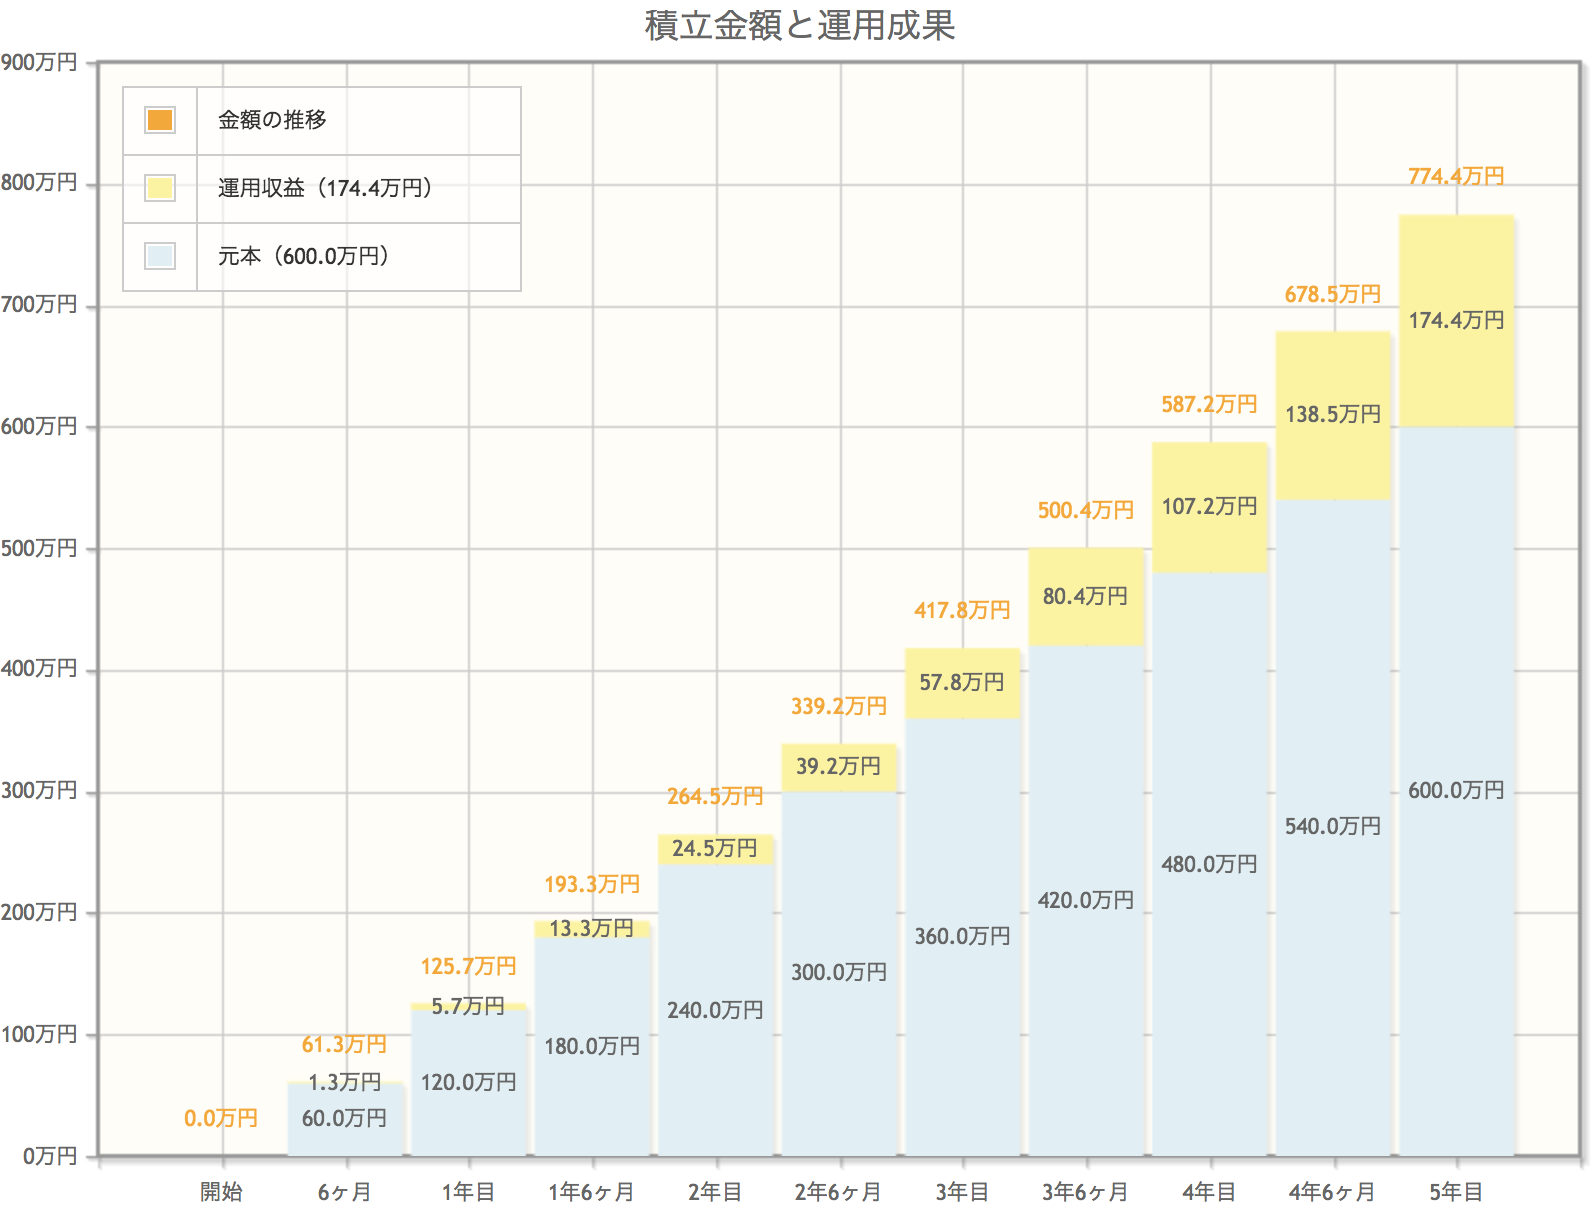 積立金額と運用成果
900万円
800万円
700万円
600万円
500万円
400万円
300万円
200万円
100万円
0万円
金額の推移
運用収益（174.4万円）
元本（600.0万円）
0.0万円
61.3万円
1.3万円
60.0万円
125.7万円
5.7万円
120.0万円
193.3万円
13.3万円
180.0万円
264.5万円
24.5万円
240.0万円
339.2万円
39.2万円
300.0万円
417.8万円
57.8万円
360.0万円
500.4万円
80.4万円
420.0万円
587.2万円
107.2万円
480.0万円
678.5万円
138.5万円
540.0万円
774.4万円
174.4万円
600.0万円
開始
6ヶ月
1年目
1年6ヶ月
2年目
2年6ヶ月
3年目
3年6ヶ月
4年目
4年6ヶ月
5年目